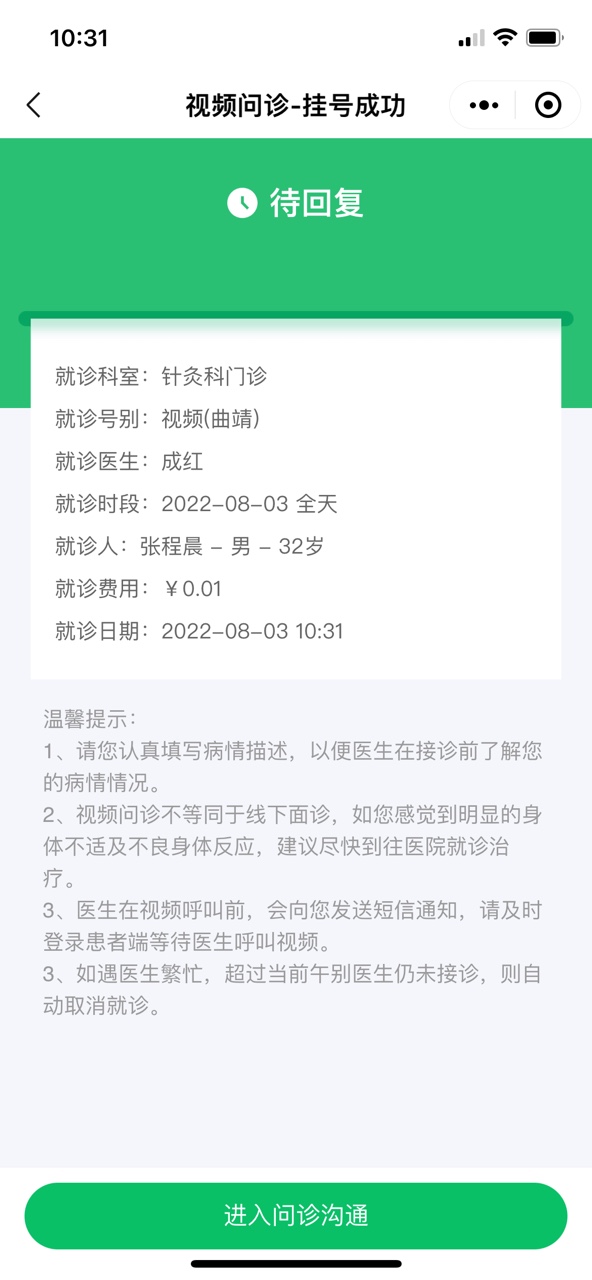 10:31
视频问诊-挂号成功
待回复
就诊科室：针灸科门诊
就诊号别：视频(曲靖)
就诊医生：成红
就诊时段：2022-08-03 全天
就诊人：张程晨 - 男 - 32岁
就诊费用：￥0.01
就诊日期：2022-08-03 10:31
温馨提示：
1、请您认真填写病情描述，以便医生在接诊前了解您
的病情情况。
2、视频问诊不等同于线下面诊，如您感觉到明显的身
体不适及不良身体反应，建议尽快到往医院就诊治
疗。
3、医生在视频呼叫前，会向您发送短信通知，请及时
登录患者端等待医生呼叫视频。
3、如遇医生繁忙，超过当前午别医生仍未接诊，则自
动取消就诊。
进入问诊沟通